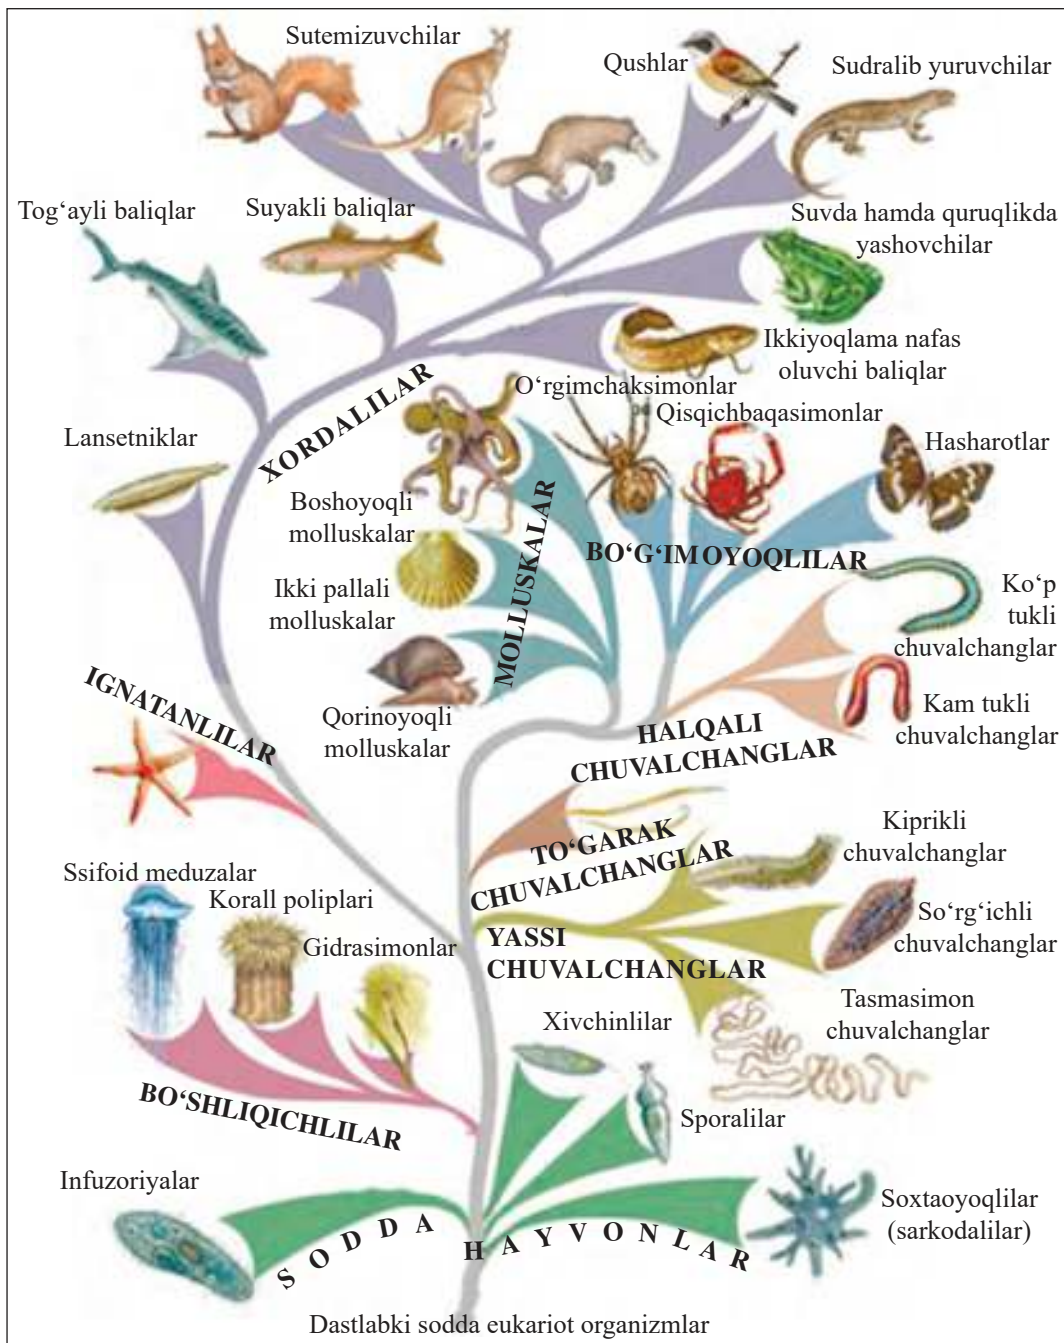 Sutemizuvchilar
Qushlar
Sudralib yuruvchilar
Tog‘ayli baliqlar
Suyakli baliqlar
Suvda hamda quruqlikda
yashovchilar
Ikkiyoqlama nafas
oluvchi baliqlar
XORDALILAR
O‘rgimchaksimonlar
Qisqichbaqasimonlar
Lansetniklar
Hasharotlar
Boshoyoqli
molluskalar
MOLLUSKALAR
BO‘G‘IMOYOQLILAR
Ikki pallali
molluskalar
Ko‘p
tukli
chuvalchanglar
IGNATANLILAR
Qorinoyoqli
molluskalar
HALQALI
CHUVALCHANGLAR
Kam tukli
chuvalchanglar
TO‘GARAK
CHUVALCHANGLAR
Kiprikli
chuvalchanglar
Ssifoid meduzalar
Korall poliplari
Gidrasimonlar
YASSI
CHUVALCHANGLAR
So‘rg‘ichli
chuvalchanglar
Xivchinlilar
Tasmasimon
chuvalchanglar
BO‘SHLIQICHLILAR
Sporalilar
Infuzoriyalar
Soxtaoyoqlilar
(sarkodalilar)
SODDA HAYVONLAR
Dastlabki sodda eukariot organizmlar